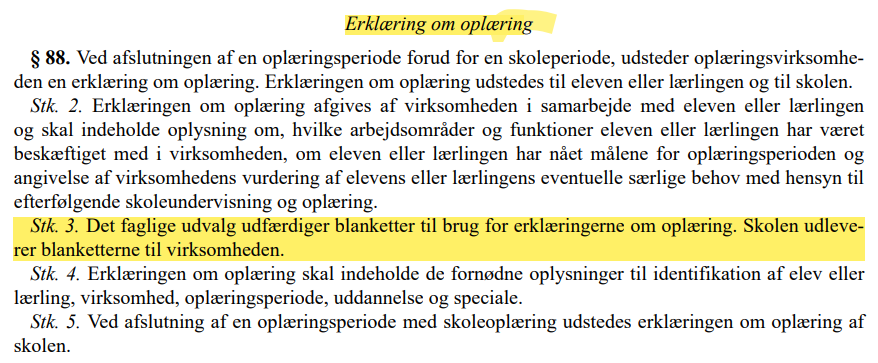 Erklæring om oplæring
§ 88. Ved afslutningen af en oplæringsperiode forud for en skoleperiode, udsteder oplæringsvirksomhe-
den en erklæring om oplæring. Erklæringen om oplæring udstedes til eleven eller lærlingen og til skolen.
Stk. 2. Erklæringen om oplæring afgives af virksomheden i samarbejde med eleven eller lærlingen
og skal indeholde oplysning om, hvilke arbejdsområder og funktioner eleven eller lærlingen har været
beskæftiget med i virksomheden, om eleven eller lærlingen har nået målene for oplæringsperioden og
angivelse af virksomhedens vurdering af elevens eller lærlingens eventuelle særlige behov med hensyn til
efterfølgende skoleundervisning og oplæring.
Stk. 3. Det faglige udvalg udfærdiger blanketter til brug for erklæringerne om oplæring. Skolen udleve-
rer blanketterne til virksomheden.
Stk. 4. Erklæringen om oplæring skal indeholde de fornødne oplysninger til identifikation af elev eller
lærling, virksomhed, oplæringsperiode, uddannelse og speciale.
Stk. 5. Ved afslutning af en oplæringsperiode med skoleoplæring udstedes erklæringen om oplæring af
skolen.